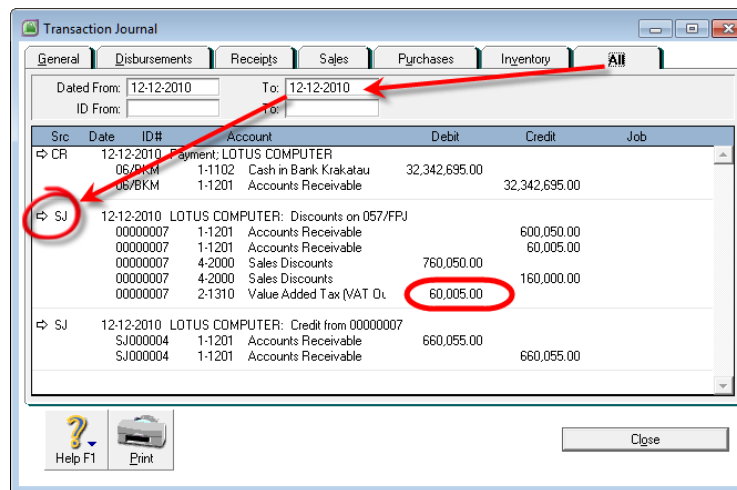 Transaction Journal
General Disbursements Receipts Sales Purchases Inventory All
Dated From: 12-12-2010 To: 12-12-2010
ID From: To:
Src Date ID# Account Debit Credit Job
CR 12-12-2010 Payment; LOTUS COMPUTER
06/BKM 1-1102 Cash in Bank Krakatau 32,342,695.00
06/BKM 1-1201 Accounts Receivable 32,342,695.00
SJ 12-12-2010 LOTUS COMPUTER: Discounts on 057/FPJ
00000007 1-1201 Accounts Receivable 600,050.00
00000007 1-1201 Accounts Receivable 60,005.00
00000007 4-2000 Sales Discounts 760,050.00
00000007 4-2000 Sales Discounts 160,000.00
00000007 2-1310 Value Added Tax (VAT Ou 60,005.00
SJ 12-12-2010 LOTUS COMPUTER: Credit from 00000007
SJ000004 1-1201 Accounts Receivable 660,055.00
SJ000004 1-1201 Accounts Receivable 660,055.00
Help F1 Print Close